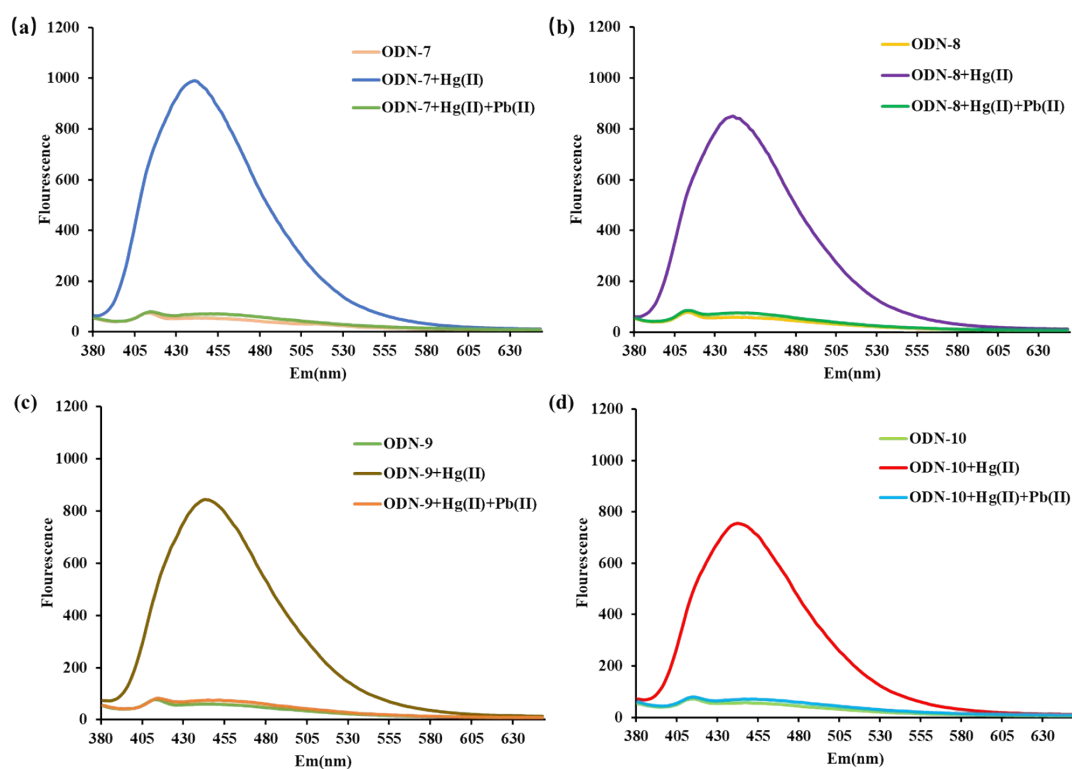 (a)
1200
1000
800
600
400
200
0
Flourescence
380 405 430 455 480 505 530 555 580 605 630
Em(nm)
ODN-7
ODN-7+Hg(II)
ODN-7+Hg(II)+Pb(II)
(b)
1200
1000
800
600
400
200
0
Flourescence
380 405 430 455 480 505 530 555 580 605 630
Em(nm)
ODN-8
ODN-8+Hg(II)
ODN-8+Hg(II)+Pb(II)
(c)
1200
1000
800
600
400
200
0
Flourescence
380 405 430 455 480 505 530 555 580 605 630
Em(nm)
ODN-9
ODN-9+Hg(II)
ODN-9+Hg(II)+Pb(II)
(d)
1200
1000
800
600
400
200
0
Flourescence
380 405 430 455 480 505 530 555 580 605 630
Em(nm)
ODN-10
ODN-10+Hg(II)
ODN-10+Hg(II)+Pb(II)